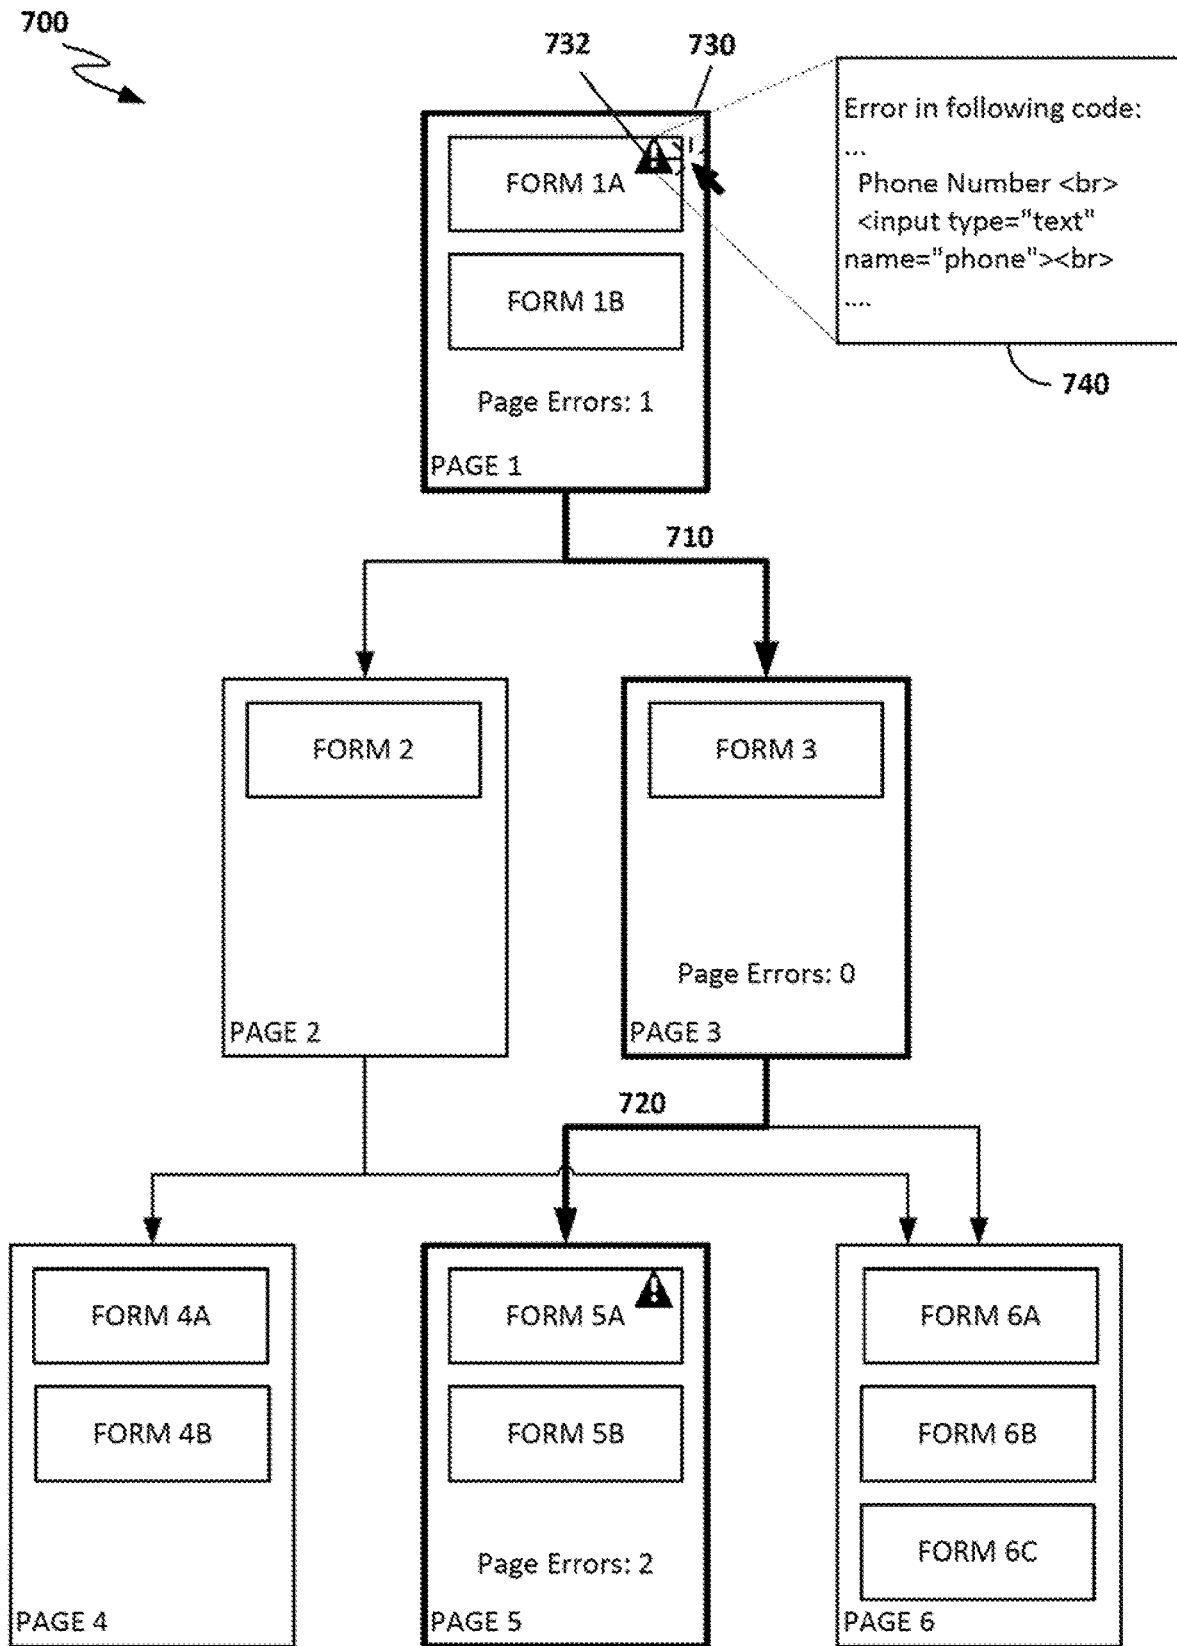 700
732
730
Error in following code:
...
Phone Number <br>
<input type="text"
name="phone"><br>
....
740
FORM 1A
FORM 1B
Page Errors: 1
PAGE 1
710
FORM 2
PAGE 2
FORM 3
Page Errors: 0
PAGE 3
720
FORM 4A
FORM 4B
PAGE 4
FORM 5A
FORM 5B
Page Errors: 2
PAGE 5
FORM 6A
FORM 6B
FORM 6C
PAGE 6